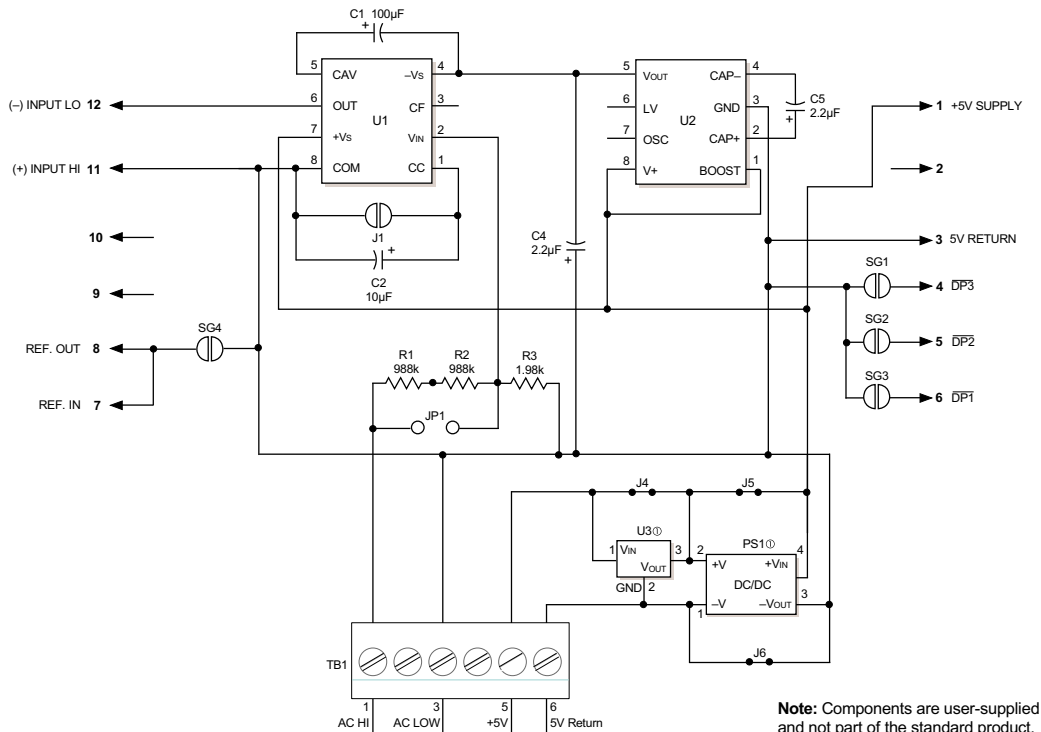 C1 100µF
+
5 CAV
–VS 4
6 OUT
CF 3
U1
7 +VS
VIN 2
8 COM
CC 1
(–) INPUT LO 12
(+) INPUT HI 11
10
9
REF. OUT 8
REF. IN 7
SG4
J1
+
C2
10µF
5 VOUT
CAP– 4
6 LV
GND 3
U2
7 OSC
CAP+ 2
8 V+
BOOST 1
C5
2.2µF
+
C4
2.2µF
+
1 +5V SUPPLY
2
3 5V RETURN
SG1
4 DP3
SG2
5 DP2
SG3
6 DP1
R1
988k
R2
988k
R3
1.98k
JP1
J4
J5
U3①
1 VIN
VOUT 3
GND 2
PS1①
2 +V
+VIN 4
DC/DC
1 –V
–VOUT 3
J6
TB1
1
3
5
6
AC HI
AC LOW
+5V
5V Return
Note: Components are user-supplied
and not part of the standard product.